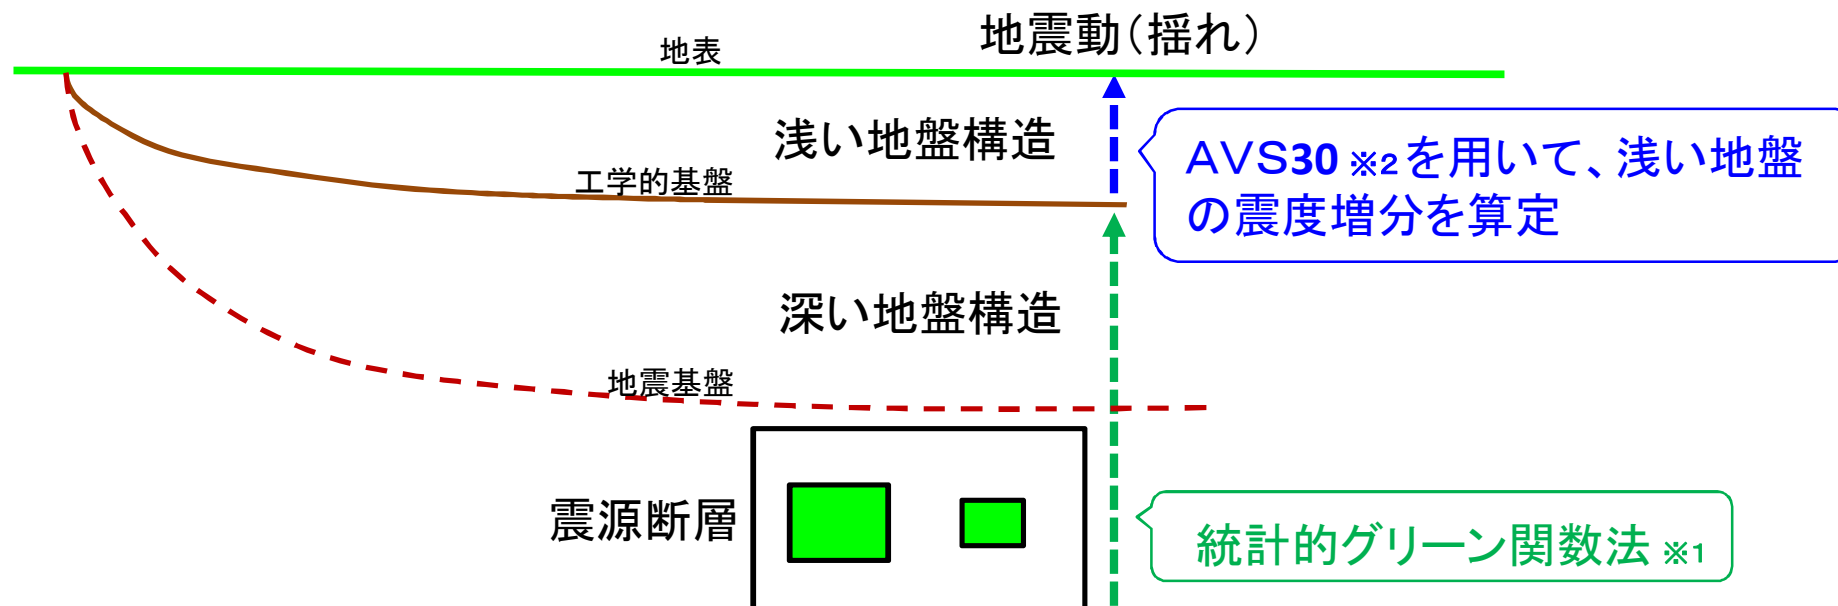 地震動(揺れ)
地表
浅い地盤構造
AVS30 ※2を用いて、浅い地盤
の震度増分を算定
工学的基盤
深い地盤構造
地震基盤
震源断層
統計的グリーン関数法 ※1